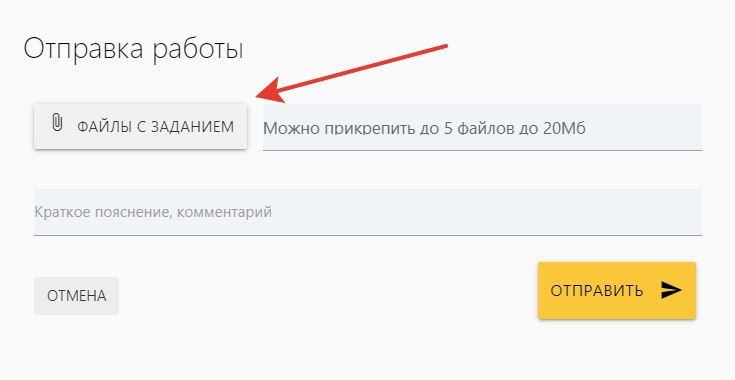 Отправка работы
ФАЙЛЫ С ЗАДАНИЕМ
Можно прикрепить до 5 файлов до 20Мб
Краткое пояснение, комментарий
ОТМЕНА
ОТПРАВИТЬ